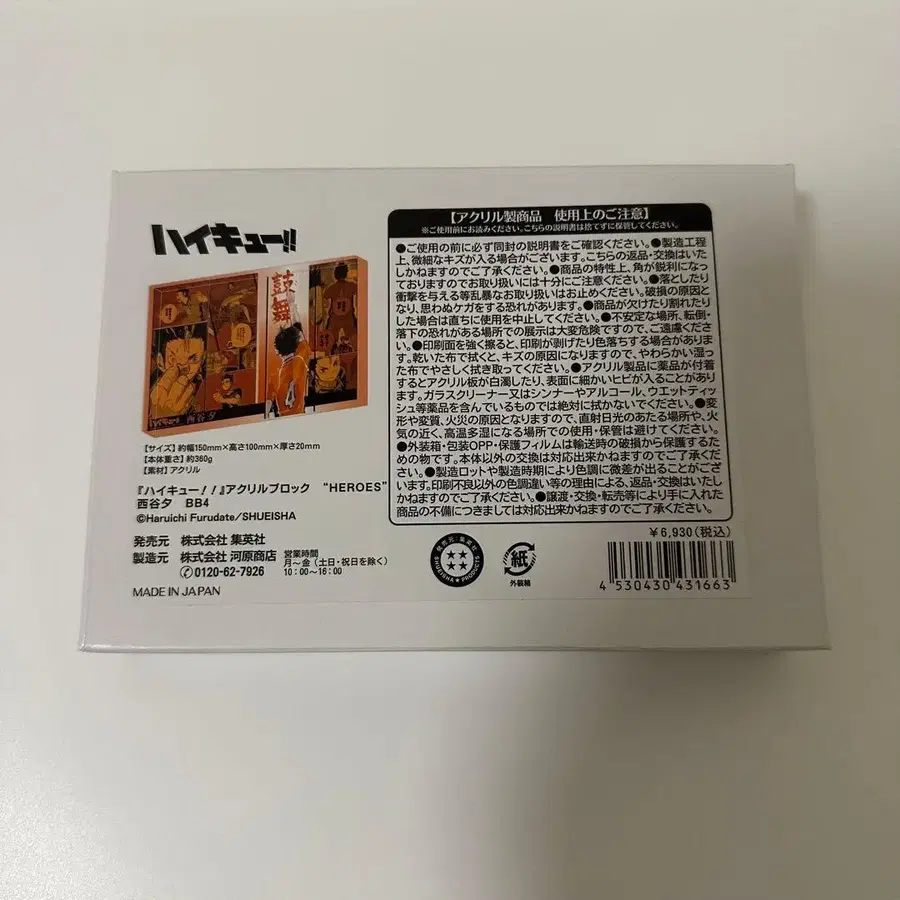 ハイキュー!!
鼓舞
4
ハイキュー!! 西谷夕
【サイズ】約幅150mm×高さ100mm×厚さ20mm
【本体重さ】約360g
【素材】アクリル
『ハイキュー！！』アクリルブロック “HEROES”
西谷夕 BB4
©Haruichi Furudate/SHUEISHA
発売元 株式会社 集英社
製造元 株式会社 河原商店
0120-62-7926
営業時間
月～金（土日・祝日を除く）
10：00～16：00
MADE IN JAPAN
【アクリル製商品 使用上のご注意】
※ご使用前にお読みください。こちらの説明書は捨てずに保管してください。
●ご使用の前に必ず同封の説明書をご確認ください。●製造工程
上、微細なキズが入る場合がございます。こちらの返品・交換はいた
しかねますのでご了承ください。●商品の特性上、角が鋭利になっ
ておりますのでお取り扱いには十分にご注意ください。●落としたり
衝撃を与える等乱暴なお取り扱いはお止めください。破損の原因と
なり、思わぬケガをする恐れがあります。●商品が欠けたり割れたり
した場合は直ちに使用を中止してください。●不安定な場所、転倒・
落下の恐れがある場所での展示は大変危険ですので、ご遠慮くださ
い。●印刷面を強く擦ると、印刷が剥げたり色落ちする場合がありま
す。乾いた布で拭くと、キズの原因になりますので、やわらかい湿っ
た布でやさしく拭き取ってください。●アクリル製品に薬品が付着
するとアクリル板が白濁したり、表面に細かいヒビが入ることがあり
ます。ガラスクリーナー又はシンナーやアルコール、ウエットティッ
シュ等薬品を含んでいるものでは絶対に拭かないでください。●変
形や変質、火災の原因となりますので、直射日光のあたる場所や、火
気の近く、高温多湿になる場所での使用・保管は避けてください。
●外装箱・包装OPP・保護フィルムは輸送時の破損から保護するた
めの物です。本体以外の交換は対応出来かねますのでご了承くださ
い。●製造ロットや製造時期により色調に微差が出ることがござい
ます。印刷不良以外の色調違い等の理由による、返品・交換はいたし
かねますのでご了承ください。●譲渡・交換・転売等により手に入れた
商品の不備につきましては対応出来かねますのでご了承ください。
￥6,930(税込)
発売元：集英社
SHUEISHA PRODUCTS
紙
外装箱
4 530430 431663